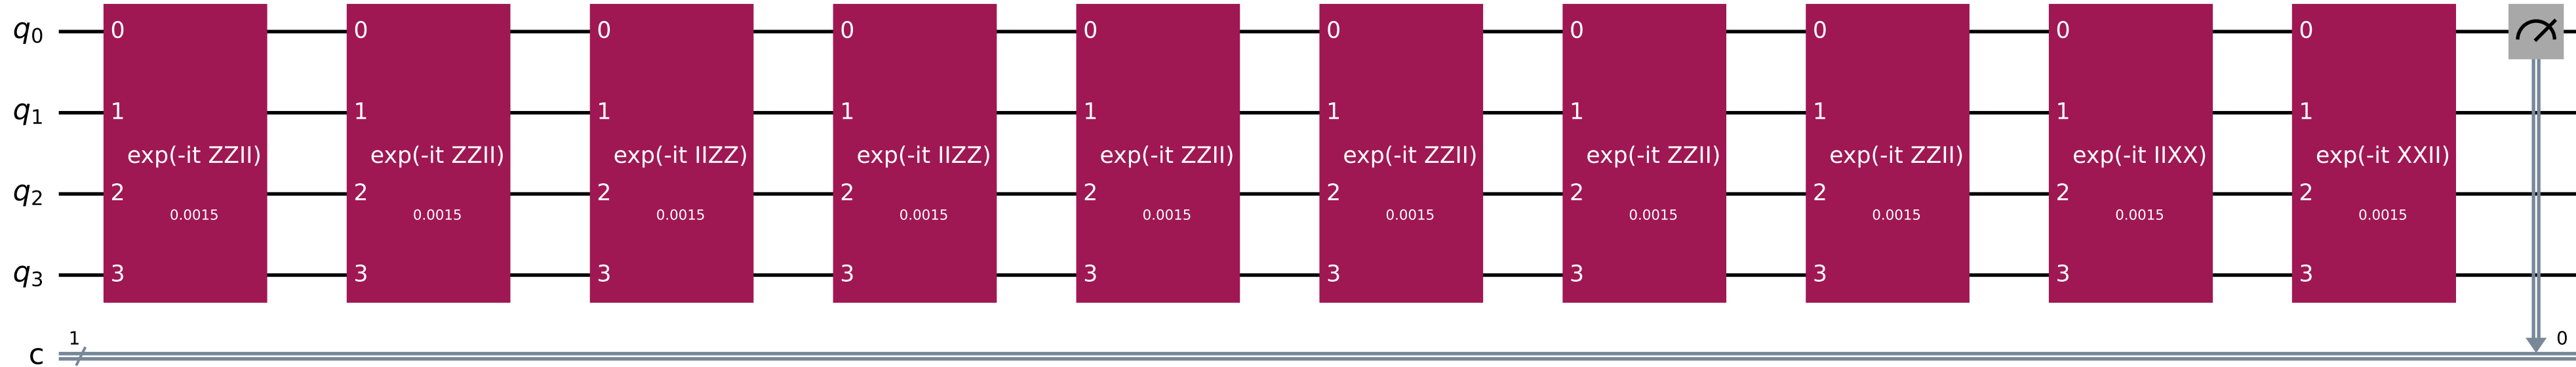 q0 0 0 0 0 0 0 0 0 0 0
q1 1 1 1 1 1 1 1 1 1 1
exp(-it ZZII) exp(-it ZZII) exp(-it IIZZ) exp(-it IIZZ) exp(-it ZZII) exp(-it ZZII) exp(-it ZZII) exp(-it ZZII) exp(-it IIXX) exp(-it XXII)
q2 2 2 2 2 2 2 2 2 2 2
0.0015 0.0015 0.0015 0.0015 0.0015 0.0015 0.0015 0.0015 0.0015 0.0015
q3 3 3 3 3 3 3 3 3 3 3
1 0
c